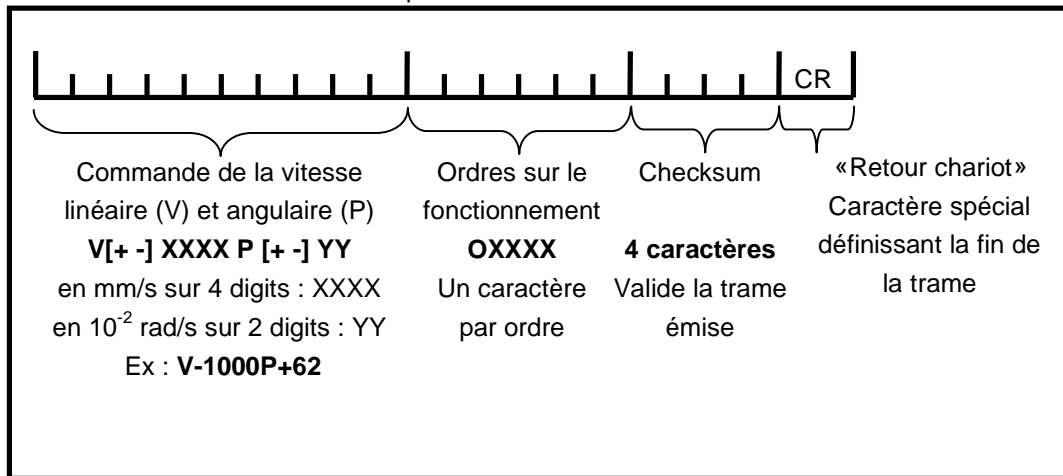 CR
Commande de la vitesse
linéaire (V) et angulaire (P)
V[+ -] XXXX P [+ -] YY
en mm/s sur 4 digits : XXXX
en 10-2 rad/s sur 2 digits : YY
Ex : V-1000P+62
Ordres sur le
fonctionnement
OXXXX
Un caractère
par ordre
Checksum
4 caractères
Valide la trame
émise
«Retour chariot»
Caractère spécial
définissant la fin de
la trame